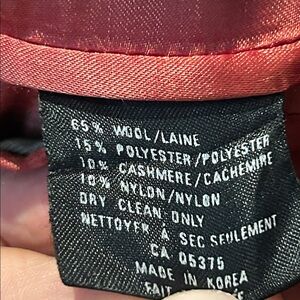 65% WOOL/LAINE
15% POLYESTER/POLYESTER
10% CASHMERE/CACHEMIRE
10% NYLON/NYLON
DRY CLEAN ONLY
NETTOYER A SEC SEULEMENT
CA 05375
MADE IN KOREA
FAIT